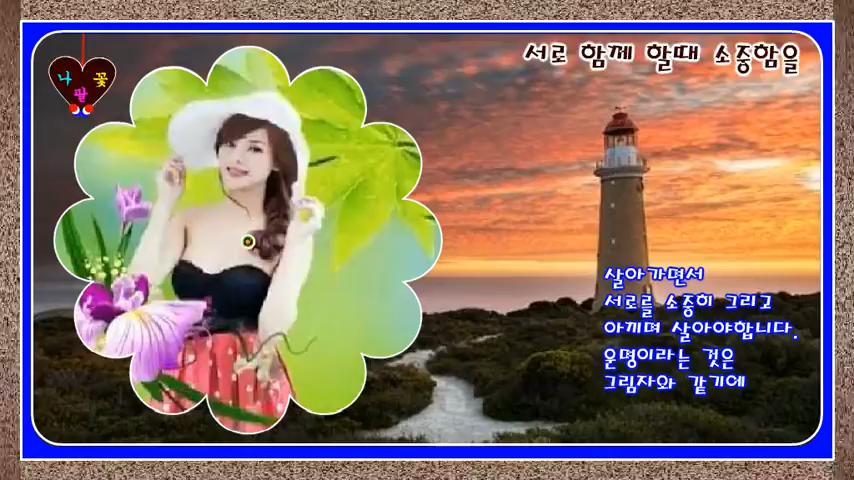 서로 함께 할때 소중함을
나
팔
꽃
살아가면서
서로를 소중히 그리고
아끼며 살아야합니다.
운명이라는 것은
그림자와 같기에